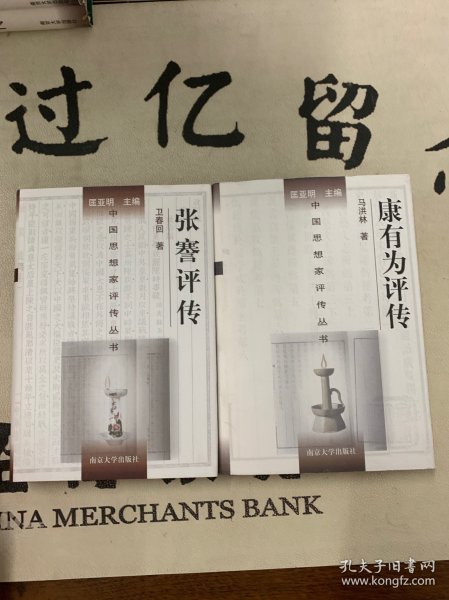 过亿留
匡亚明 主编
中国思想家评传丛书
卫春回 著
张謇评传
南京大学出版社
匡亚明 主编
中国思想家评传丛书
马洪林 著
康有为评传
南京大学出版社
INA MERCHANTS BANK
孔夫子旧书网
www.kongfz.com